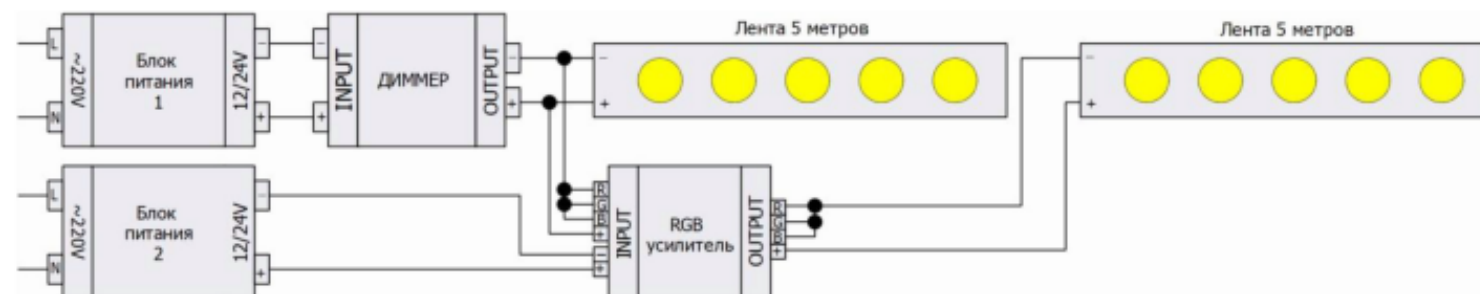 Лента 5 метров
Лента 5 метров
L
N
~220V
Блок
питания
1
12/24V
−
+
−
+
INPUT
ДИММЕР
OUTPUT
−
+
−
+
−
+
L
N
~220V
Блок
питания
2
12/24V
−
+
R
G
B
+
−
+
INPUT
RGB
усилитель
OUTPUT
R
G
B
+